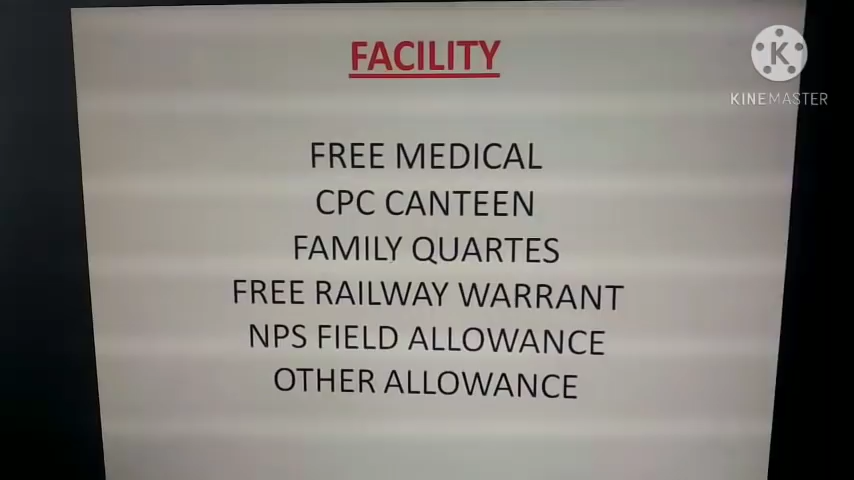 FACILITY
K
KINEMASTER
FREE MEDICAL
CPC CANTEEN
FAMILY QUARTES
FREE RAILWAY WARRANT
NPS FIELD ALLOWANCE
OTHER ALLOWANCE